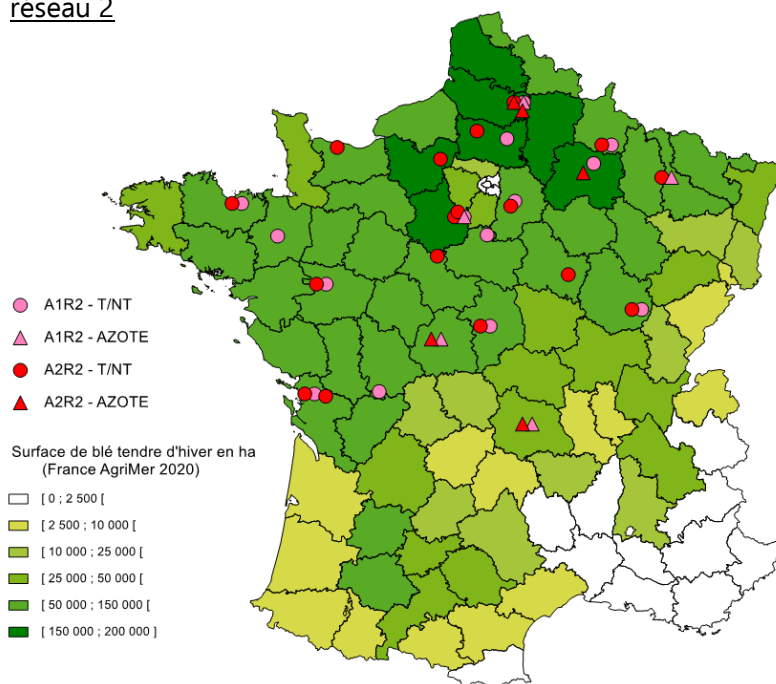 réseau 2
A1R2 - T/NT
A1R2 - AZOTE
A2R2 - T/NT
A2R2 - AZOTE
Surface de blé tendre d'hiver en ha
(France AgriMer 2020)
[ 0 ; 2 500 [
[ 2 500 ; 10 000 [
[ 10 000 ; 25 000 [
[ 25 000 ; 50 000 [
[ 50 000 ; 150 000 [
[ 150 000 ; 200 000 ]